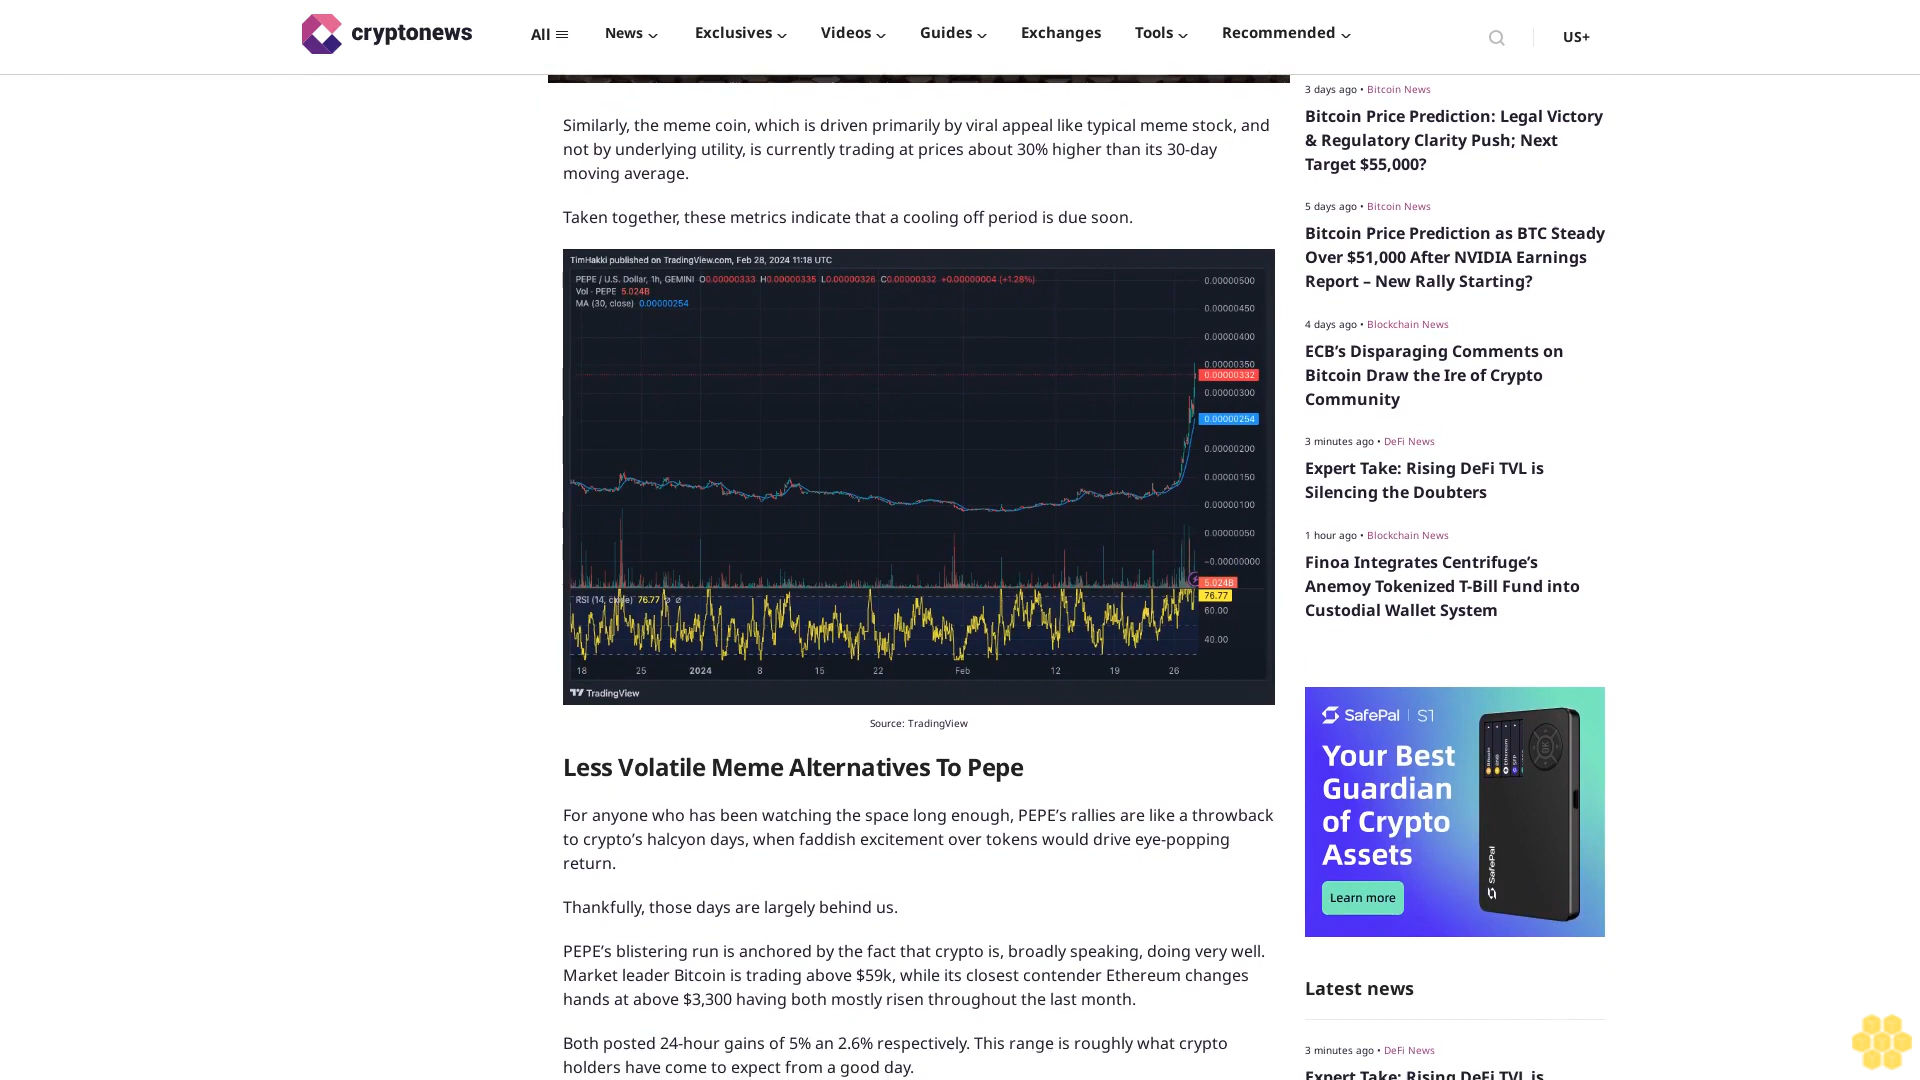 cryptonews
All
News
Exclusives
Videos
Guides
Exchanges
Tools
Recommended
US+
Similarly, the meme coin, which is driven primarily by viral appeal like typical meme stock, and
not by underlying utility, is currently trading at prices about 30% higher than its 30-day
moving average.
Taken together, these metrics indicate that a cooling off period is due soon.
TimHakki published on TradingView.com, Feb 28, 2024 11:18 UTC
PEPE / U.S. Dollar, 1h, GEMINI O0.00000333 H0.00000335 L0.00000326 C0.00000332 +0.00000004 (+1.28%)
Vol · PEPE 5.024B
MA (30, close) 0.00000254
0.00000500
0.00000450
0.00000400
0.00000350
0.00000332
0.00000300
0.00000254
0.00000200
0.00000150
0.00000100
0.00000050
−0.00000000
5.024B
RSI (14, close) 76.77 ∅ ∅
76.77
60.00
40.00
18 25 2024 8 15 22 Feb 12 19 26
TradingView
Source: TradingView
Less Volatile Meme Alternatives To Pepe
For anyone who has been watching the space long enough, PEPE’s rallies are like a throwback
to crypto’s halcyon days, when faddish excitement over tokens would drive eye-popping
return.
Thankfully, those days are largely behind us.
PEPE’s blistering run is anchored by the fact that crypto is, broadly speaking, doing very well.
Market leader Bitcoin is trading above $59k, while its closest contender Ethereum changes
hands at above $3,300 having both mostly risen throughout the last month.
Both posted 24-hour gains of 5% an 2.6% respectively. This range is roughly what crypto
holders have come to expect from a good day.
3 days ago • Bitcoin News
Bitcoin Price Prediction: Legal Victory
& Regulatory Clarity Push; Next
Target $55,000?
5 days ago • Bitcoin News
Bitcoin Price Prediction as BTC Steady
Over $51,000 After NVIDIA Earnings
Report – New Rally Starting?
4 days ago • Blockchain News
ECB’s Disparaging Comments on
Bitcoin Draw the Ire of Crypto
Community
3 minutes ago • DeFi News
Expert Take: Rising DeFi TVL is
Silencing the Doubters
1 hour ago • Blockchain News
Finoa Integrates Centrifuge’s
Anemoy Tokenized T-Bill Fund into
Custodial Wallet System
SafePal | S1
Your Best
Guardian
of Crypto
Assets
Learn more
Bitcoin
BNB
Ethereum
SFP
OK
SafePal
Latest news
3 minutes ago • DeFi News
Expert Take: Rising DeFi TVL is